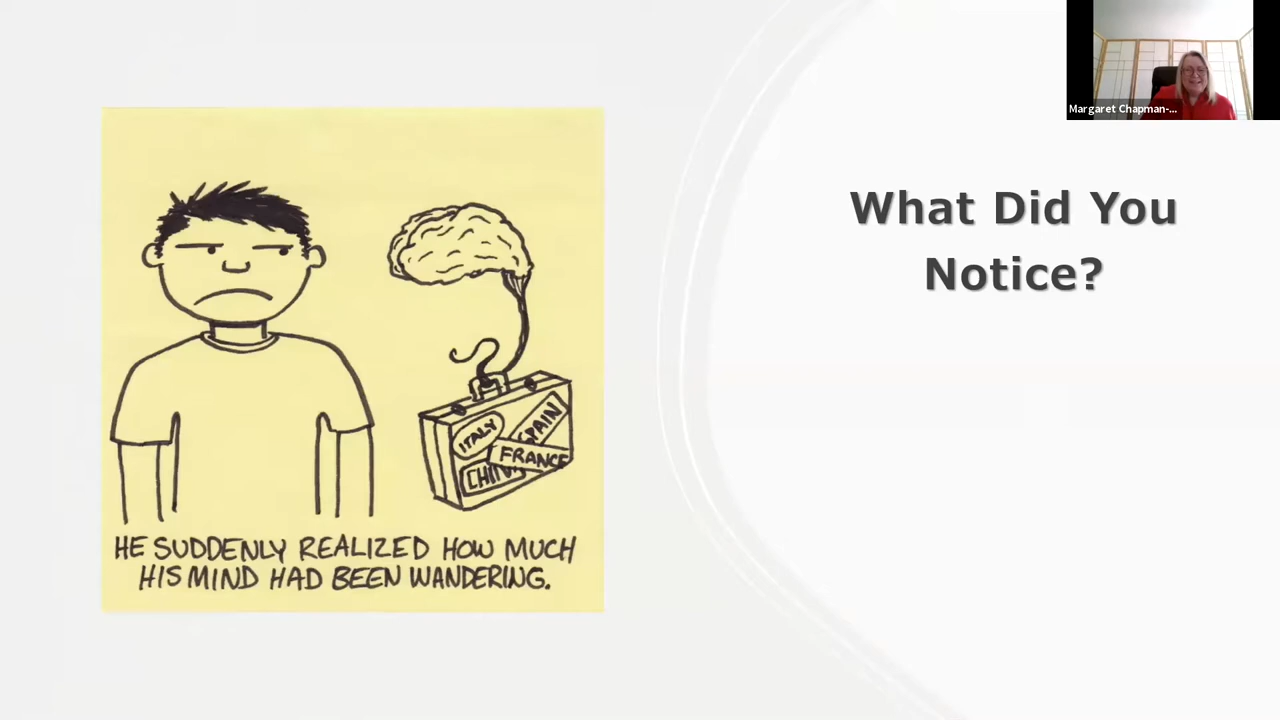 Margaret Chapman-...
What Did You
Notice?
ITALY
SPAIN
FRANCE
CHINA
HE SUDDENLY REALIZED HOW MUCH
HIS MIND HAD BEEN WANDERING.